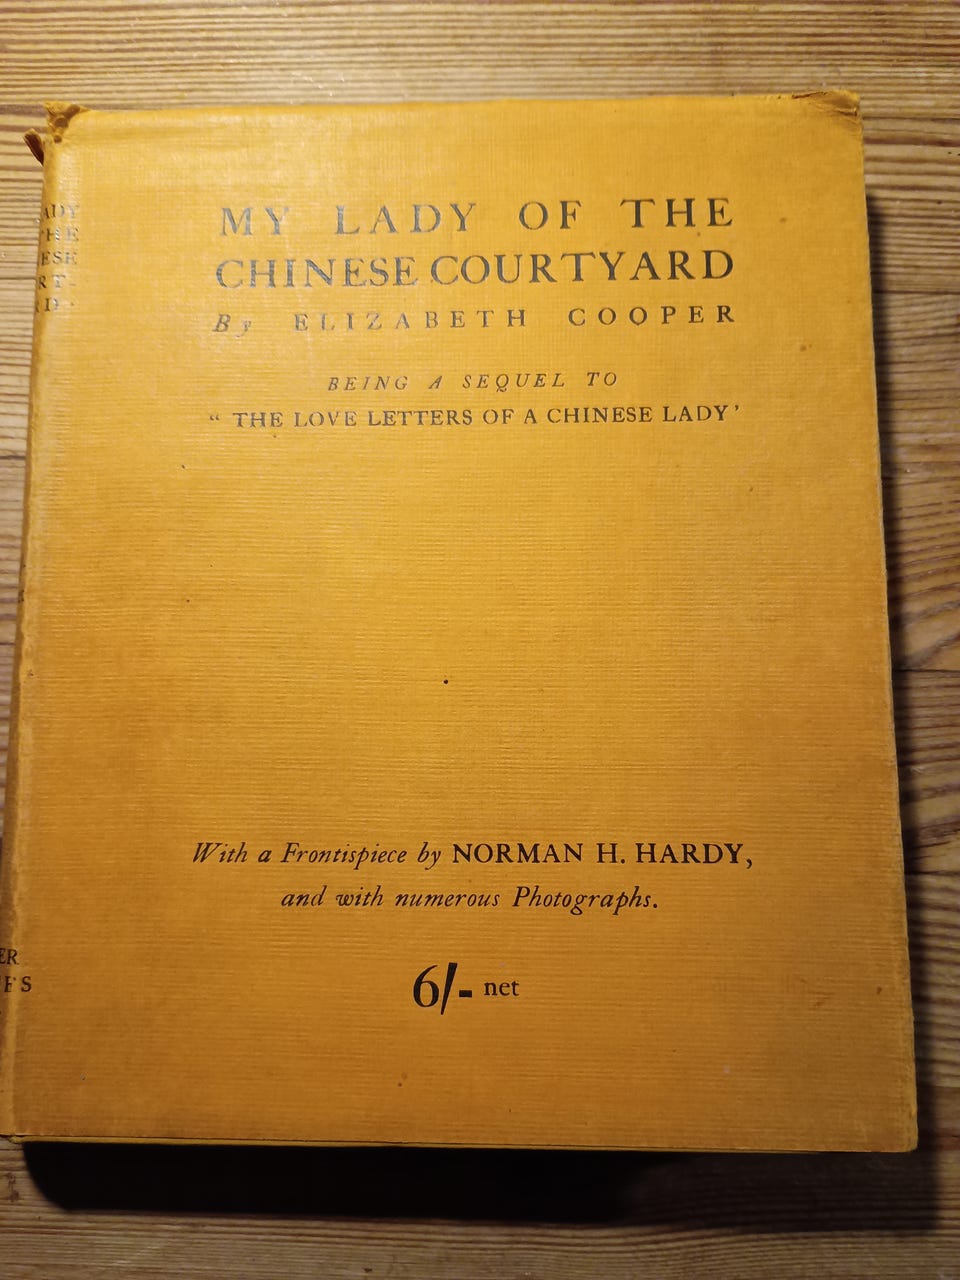 MY LADY OF THE
CHINESE COURTYARD
By ELIZABETH COOPER
BEING A SEQUEL TO
“ THE LOVE LETTERS OF A CHINESE LADY’
With a Frontispiece by NORMAN H. HARDY,
and with numerous Photographs.
6/- net